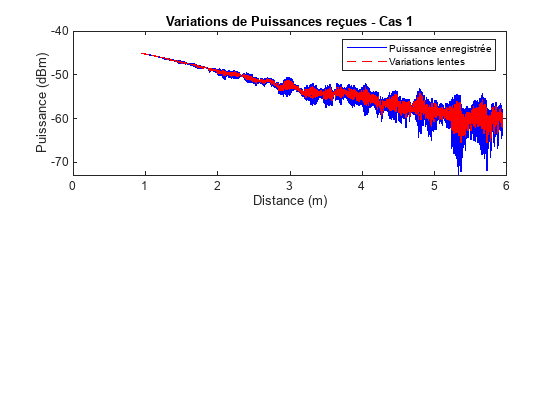 Variations de Puissances reçues - Cas 1
Puissance (dBm)
-40
-50
-60
-70
Puissance enregistrée
Variations lentes
0 1 2 3 4 5 6
Distance (m)